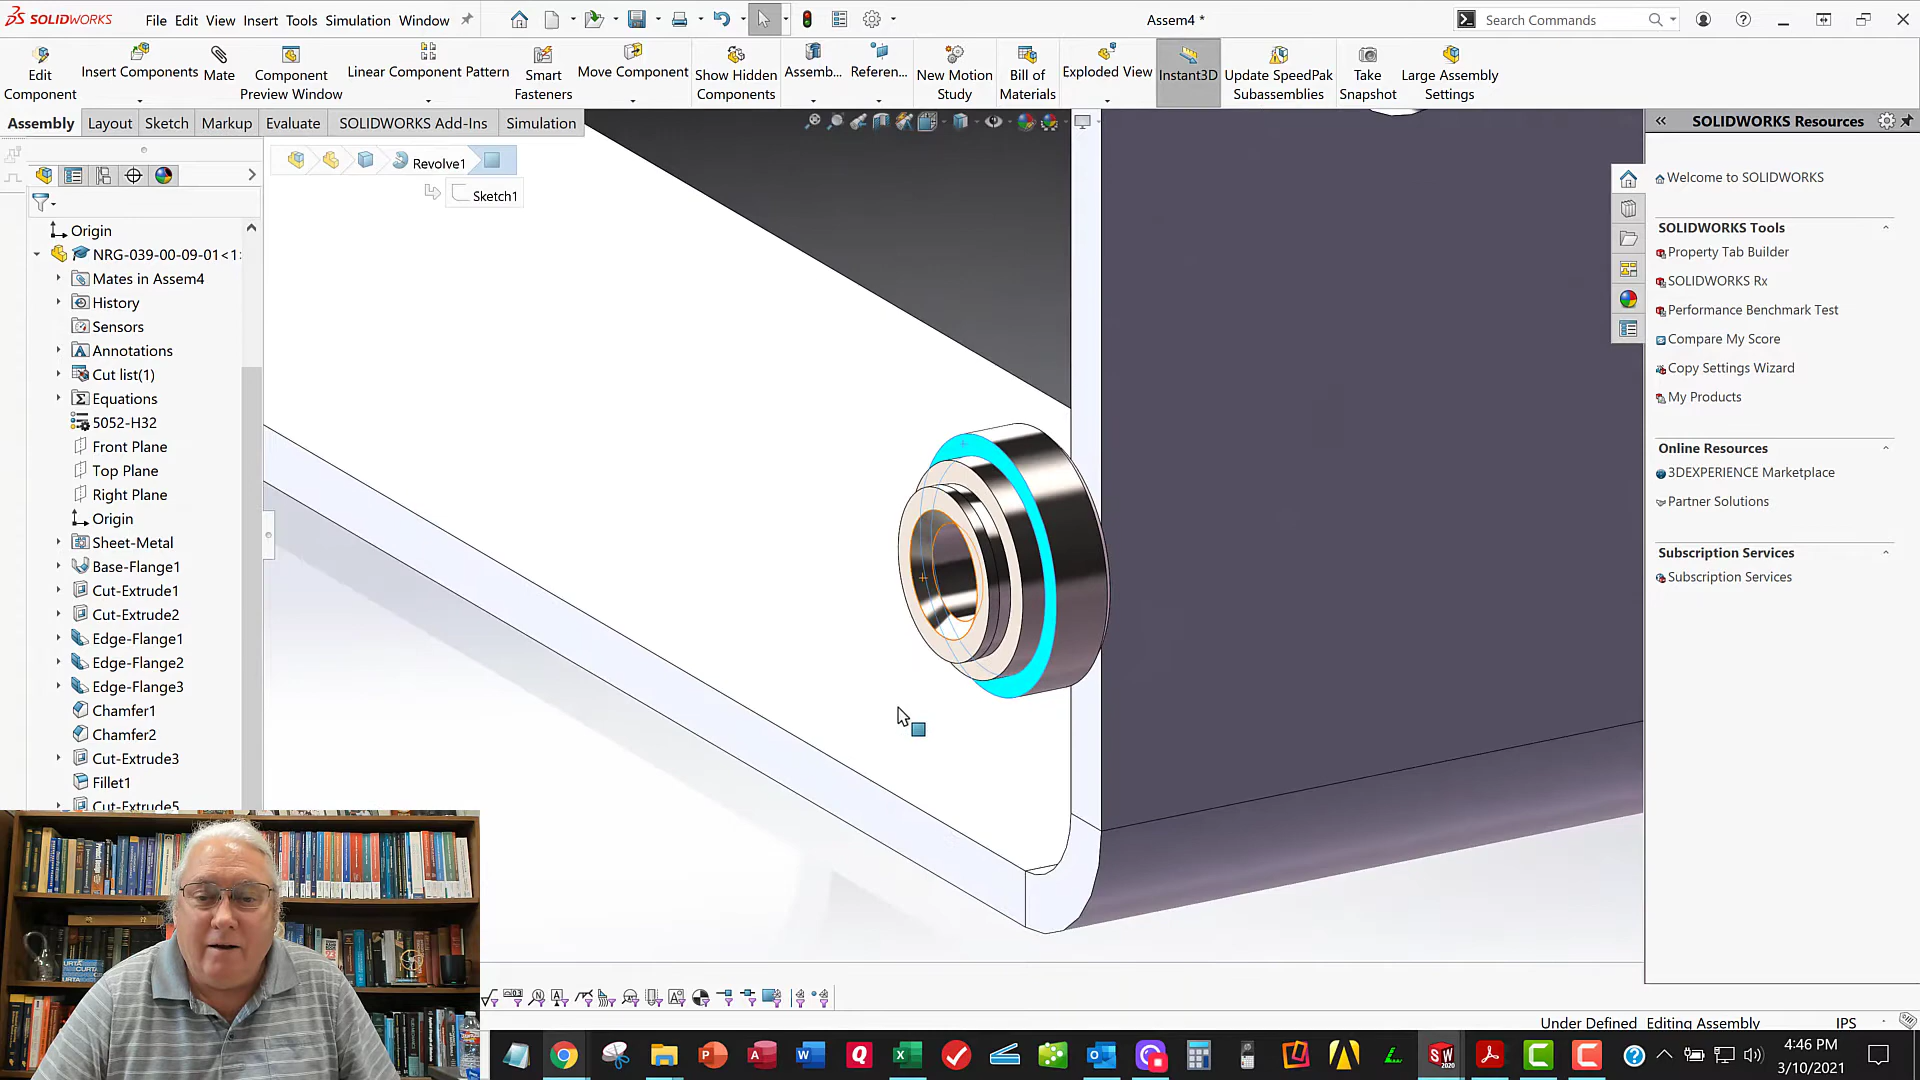 SOLIDWORKS File Edit View Insert Tools Simulation Window Assem4 * Search Commands
Edit Component
Insert Components
Mate
Component Preview Window
Linear Component Pattern
Smart Fasteners
Move Component
Show Hidden Components
Assemb...
Referen...
New Motion Study
Bill of Materials
Exploded View
Instant3D
Update SpeedPak Subassemblies
Take Snapshot
Large Assembly Settings
Assembly Layout Sketch Markup Evaluate SOLIDWORKS Add-Ins Simulation
Revolve1
Sketch1
Origin
NRG-039-00-09-01<1:
Mates in Assem4
History
Sensors
Annotations
Cut list(1)
Equations
5052-H32
Front Plane
Top Plane
Right Plane
Origin
Sheet-Metal
Base-Flange1
Cut-Extrude1
Cut-Extrude2
Edge-Flange1
Edge-Flange2
Edge-Flange3
Chamfer1
Chamfer2
Cut-Extrude3
Fillet1
Cut-Extrude5
SOLIDWORKS Resources
Welcome to SOLIDWORKS
SOLIDWORKS Tools
Property Tab Builder
SOLIDWORKS Rx
Performance Benchmark Test
Compare My Score
Copy Settings Wizard
My Products
Online Resources
3DEXPERIENCE Marketplace
Partner Solutions
Subscription Services
Subscription Services
Under Defined Editing Assembly IPS
4:46 PM
3/10/2021